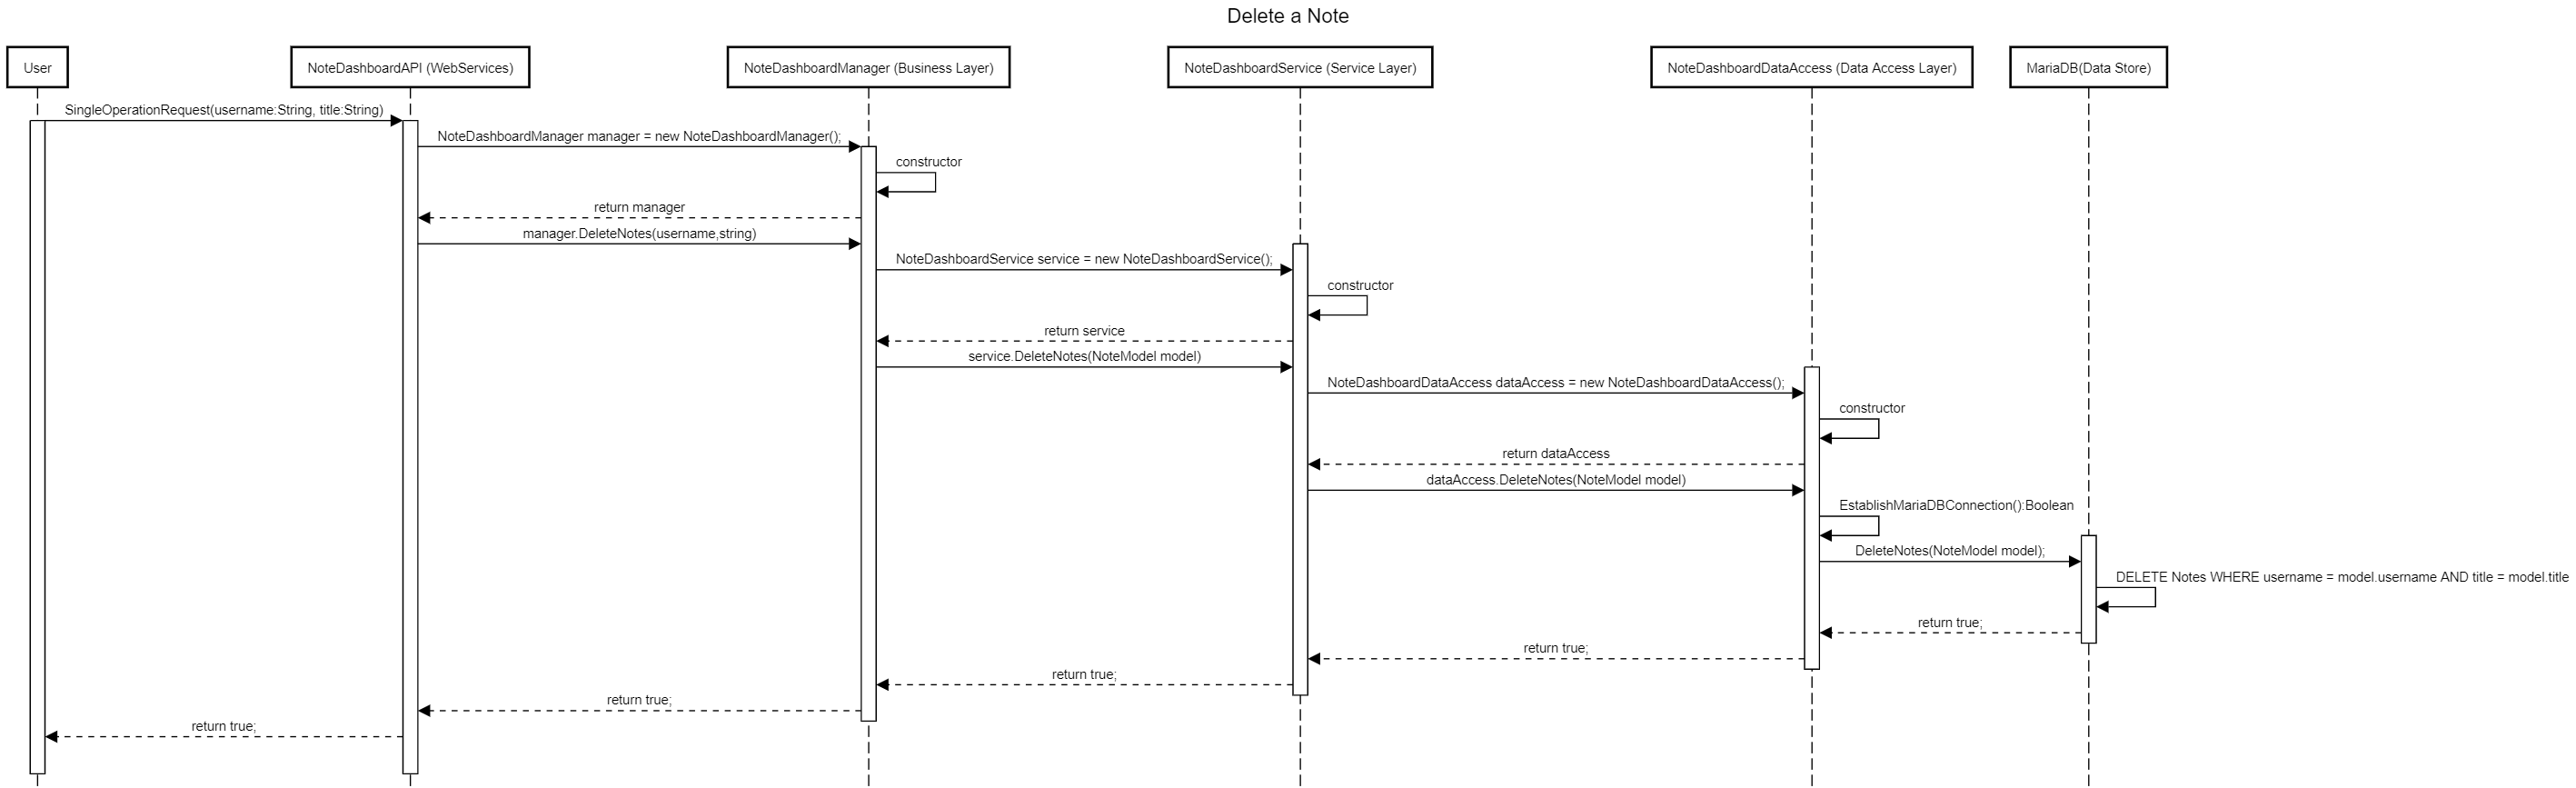 Delete a Note
User
NoteDashboardAPI (WebServices)
NoteDashboardManager (Business Layer)
NoteDashboardService (Service Layer)
NoteDashboardDataAccess (Data Access Layer)
MariaDB(Data Store)
SingleOperationRequest(username:String, title:String)
NoteDashboardManager manager = new NoteDashboardManager();
constructor
return manager
manager.DeleteNotes(username,string)
NoteDashboardService service = new NoteDashboardService();
constructor
return service
service.DeleteNotes(NoteModel model)
NoteDashboardDataAccess dataAccess = new NoteDashboardDataAccess();
constructor
return dataAccess
dataAccess.DeleteNotes(NoteModel model)
EstablishMariaDBConnection():Boolean
DeleteNotes(NoteModel model);
DELETE Notes WHERE username = model.username AND title = model.title
return true;
return true;
return true;
return true;
return true;